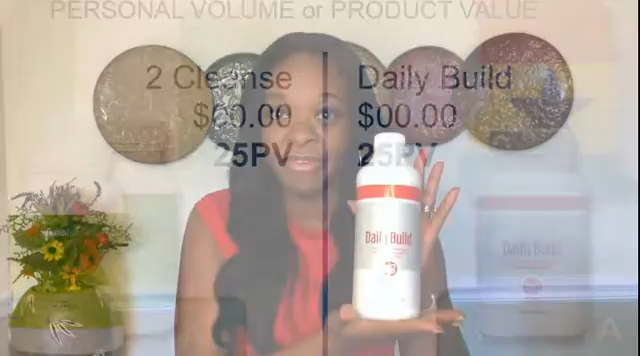 PERSONAL VOLUME or PRODUCT VALUE
2 Cleanse
Daily Build
$00.00
$00.00
25PV
25PV
Daily Build
Daily Build